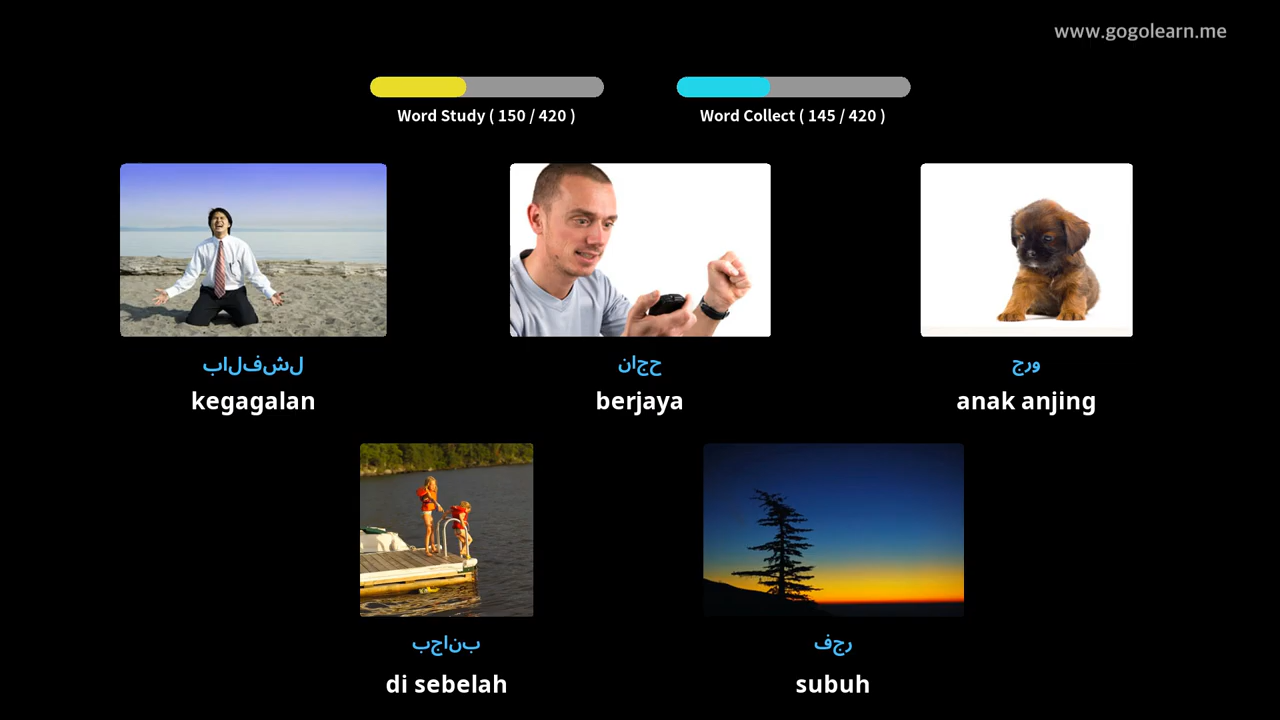 www.gogolearn.me
Word Study ( 150 / 420 )
Word Collect ( 145 / 420 )
بالفشل
kegagalan
ناجح
berjaya
جرو
anak anjing
بجانب
di sebelah
فجر
subuh